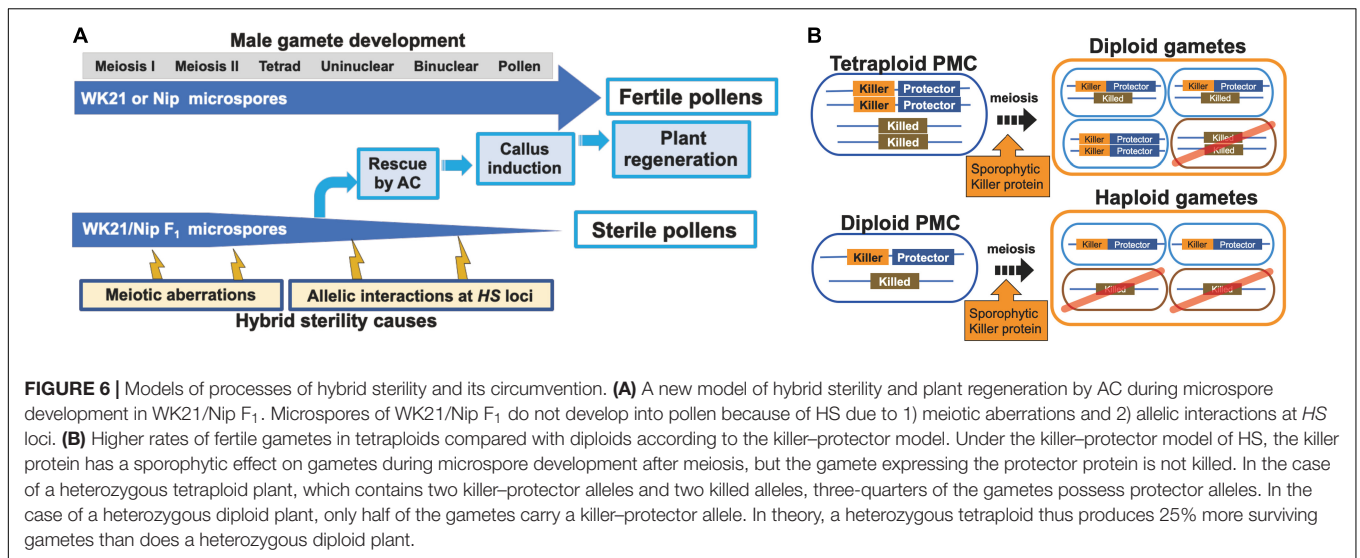 A
Male gamete development
Meiosis I Meiosis II Tetrad Uninuclear Binuclear Pollen
WK21 or Nip microspores
Fertile pollens
Rescue
by AC
Callus
induction
Plant
regeneration
WK21/Nip F1 microspores
Sterile pollens
Meiotic aberrations
Allelic interactions at HS loci
Hybrid sterility causes
B
Tetraploid PMC
Killer Protector
Killer Protector
Killed
Killed
meiosis
Sporophytic
Killer protein
Diploid gametes
Killer Protector
Killed
Killer Protector
Killed
Killer Protector
Killer Protector
Killed
Killed
Diploid PMC
Killer Protector
Killed
meiosis
Sporophytic
Killer protein
Haploid gametes
Killer Protector
Killer Protector
Killed
Killed
FIGURE 6 | Models of processes of hybrid sterility and its circumvention. (A) A new model of hybrid sterility and plant regeneration by AC during microspore
development in WK21/Nip F1. Microspores of WK21/Nip F1 do not develop into pollen because of HS due to 1) meiotic aberrations and 2) allelic interactions at HS
loci. (B) Higher rates of fertile gametes in tetraploids compared with diploids according to the killer–protector model. Under the killer–protector model of HS, the killer
protein has a sporophytic effect on gametes during microspore development after meiosis, but the gamete expressing the protector protein is not killed. In the case
of a heterozygous tetraploid plant, which contains two killer–protector alleles and two killed alleles, three-quarters of the gametes possess protector alleles. In the
case of a heterozygous diploid plant, only half of the gametes carry a killer–protector allele. In theory, a heterozygous tetraploid thus produces 25% more surviving
gametes than does a heterozygous diploid plant.